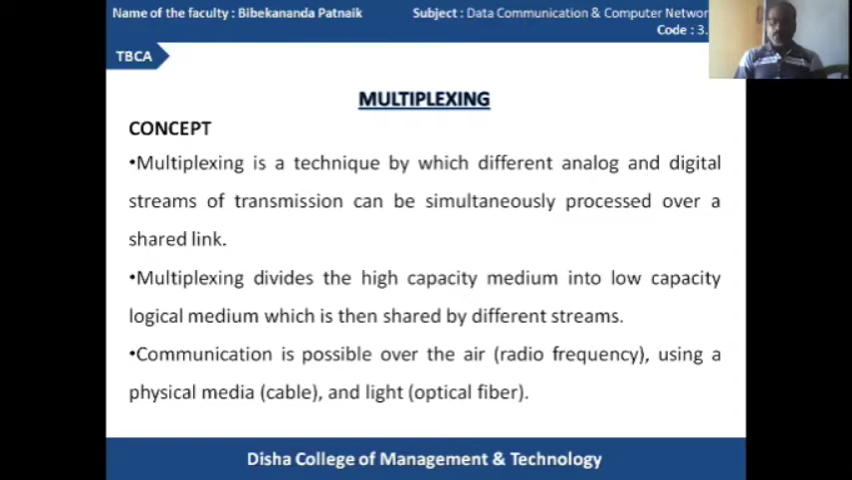 Name of the faculty : Bibekananda Patnaik
Subject : Data Communication & Computer Networ
Code : 3.
TBCA
MULTIPLEXING
CONCEPT
•Multiplexing is a technique by which different analog and digital
streams of transmission can be simultaneously processed over a
shared link.
•Multiplexing divides the high capacity medium into low capacity
logical medium which is then shared by different streams.
•Communication is possible over the air (radio frequency), using a
physical media (cable), and light (optical fiber).
Disha College of Management & Technology